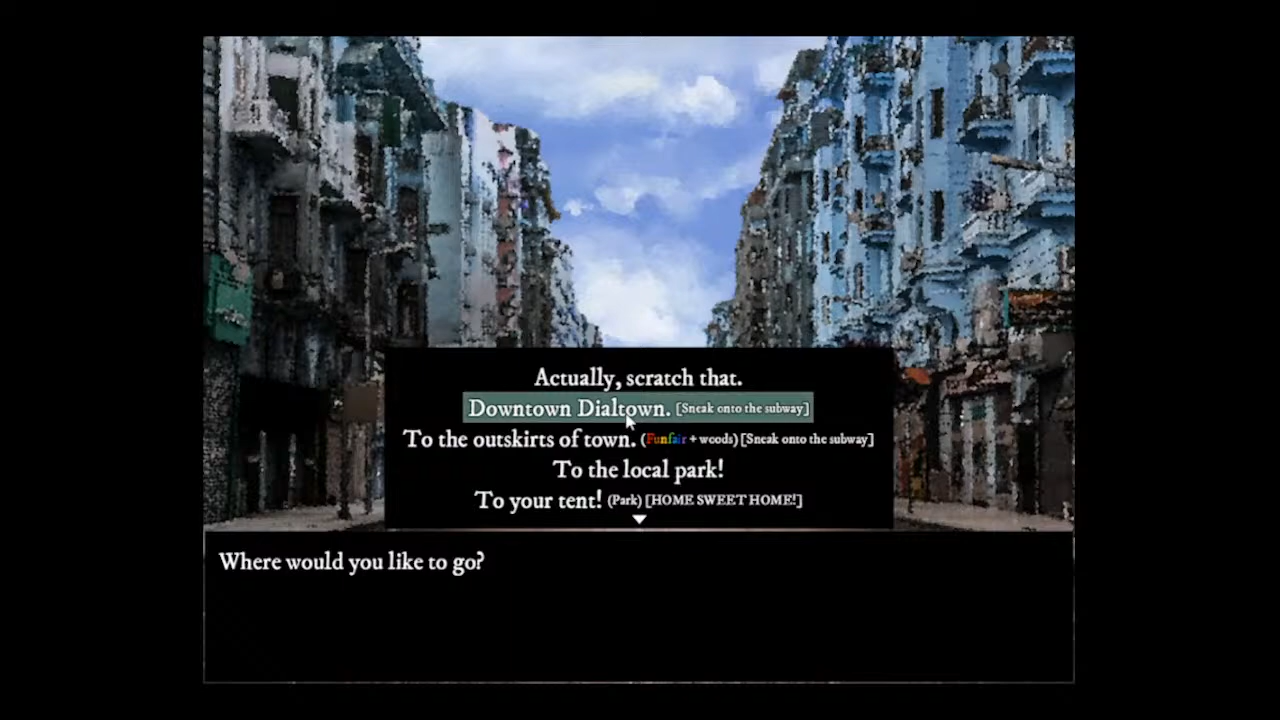 Actually, scratch that.
Downtown Dialtown. [Sneak onto the subway]
To the outskirts of town. (Funfair + woods) [Sneak onto the subway]
To the local park!
To your tent! (Park) [HOME SWEET HOME!]
Where would you like to go?